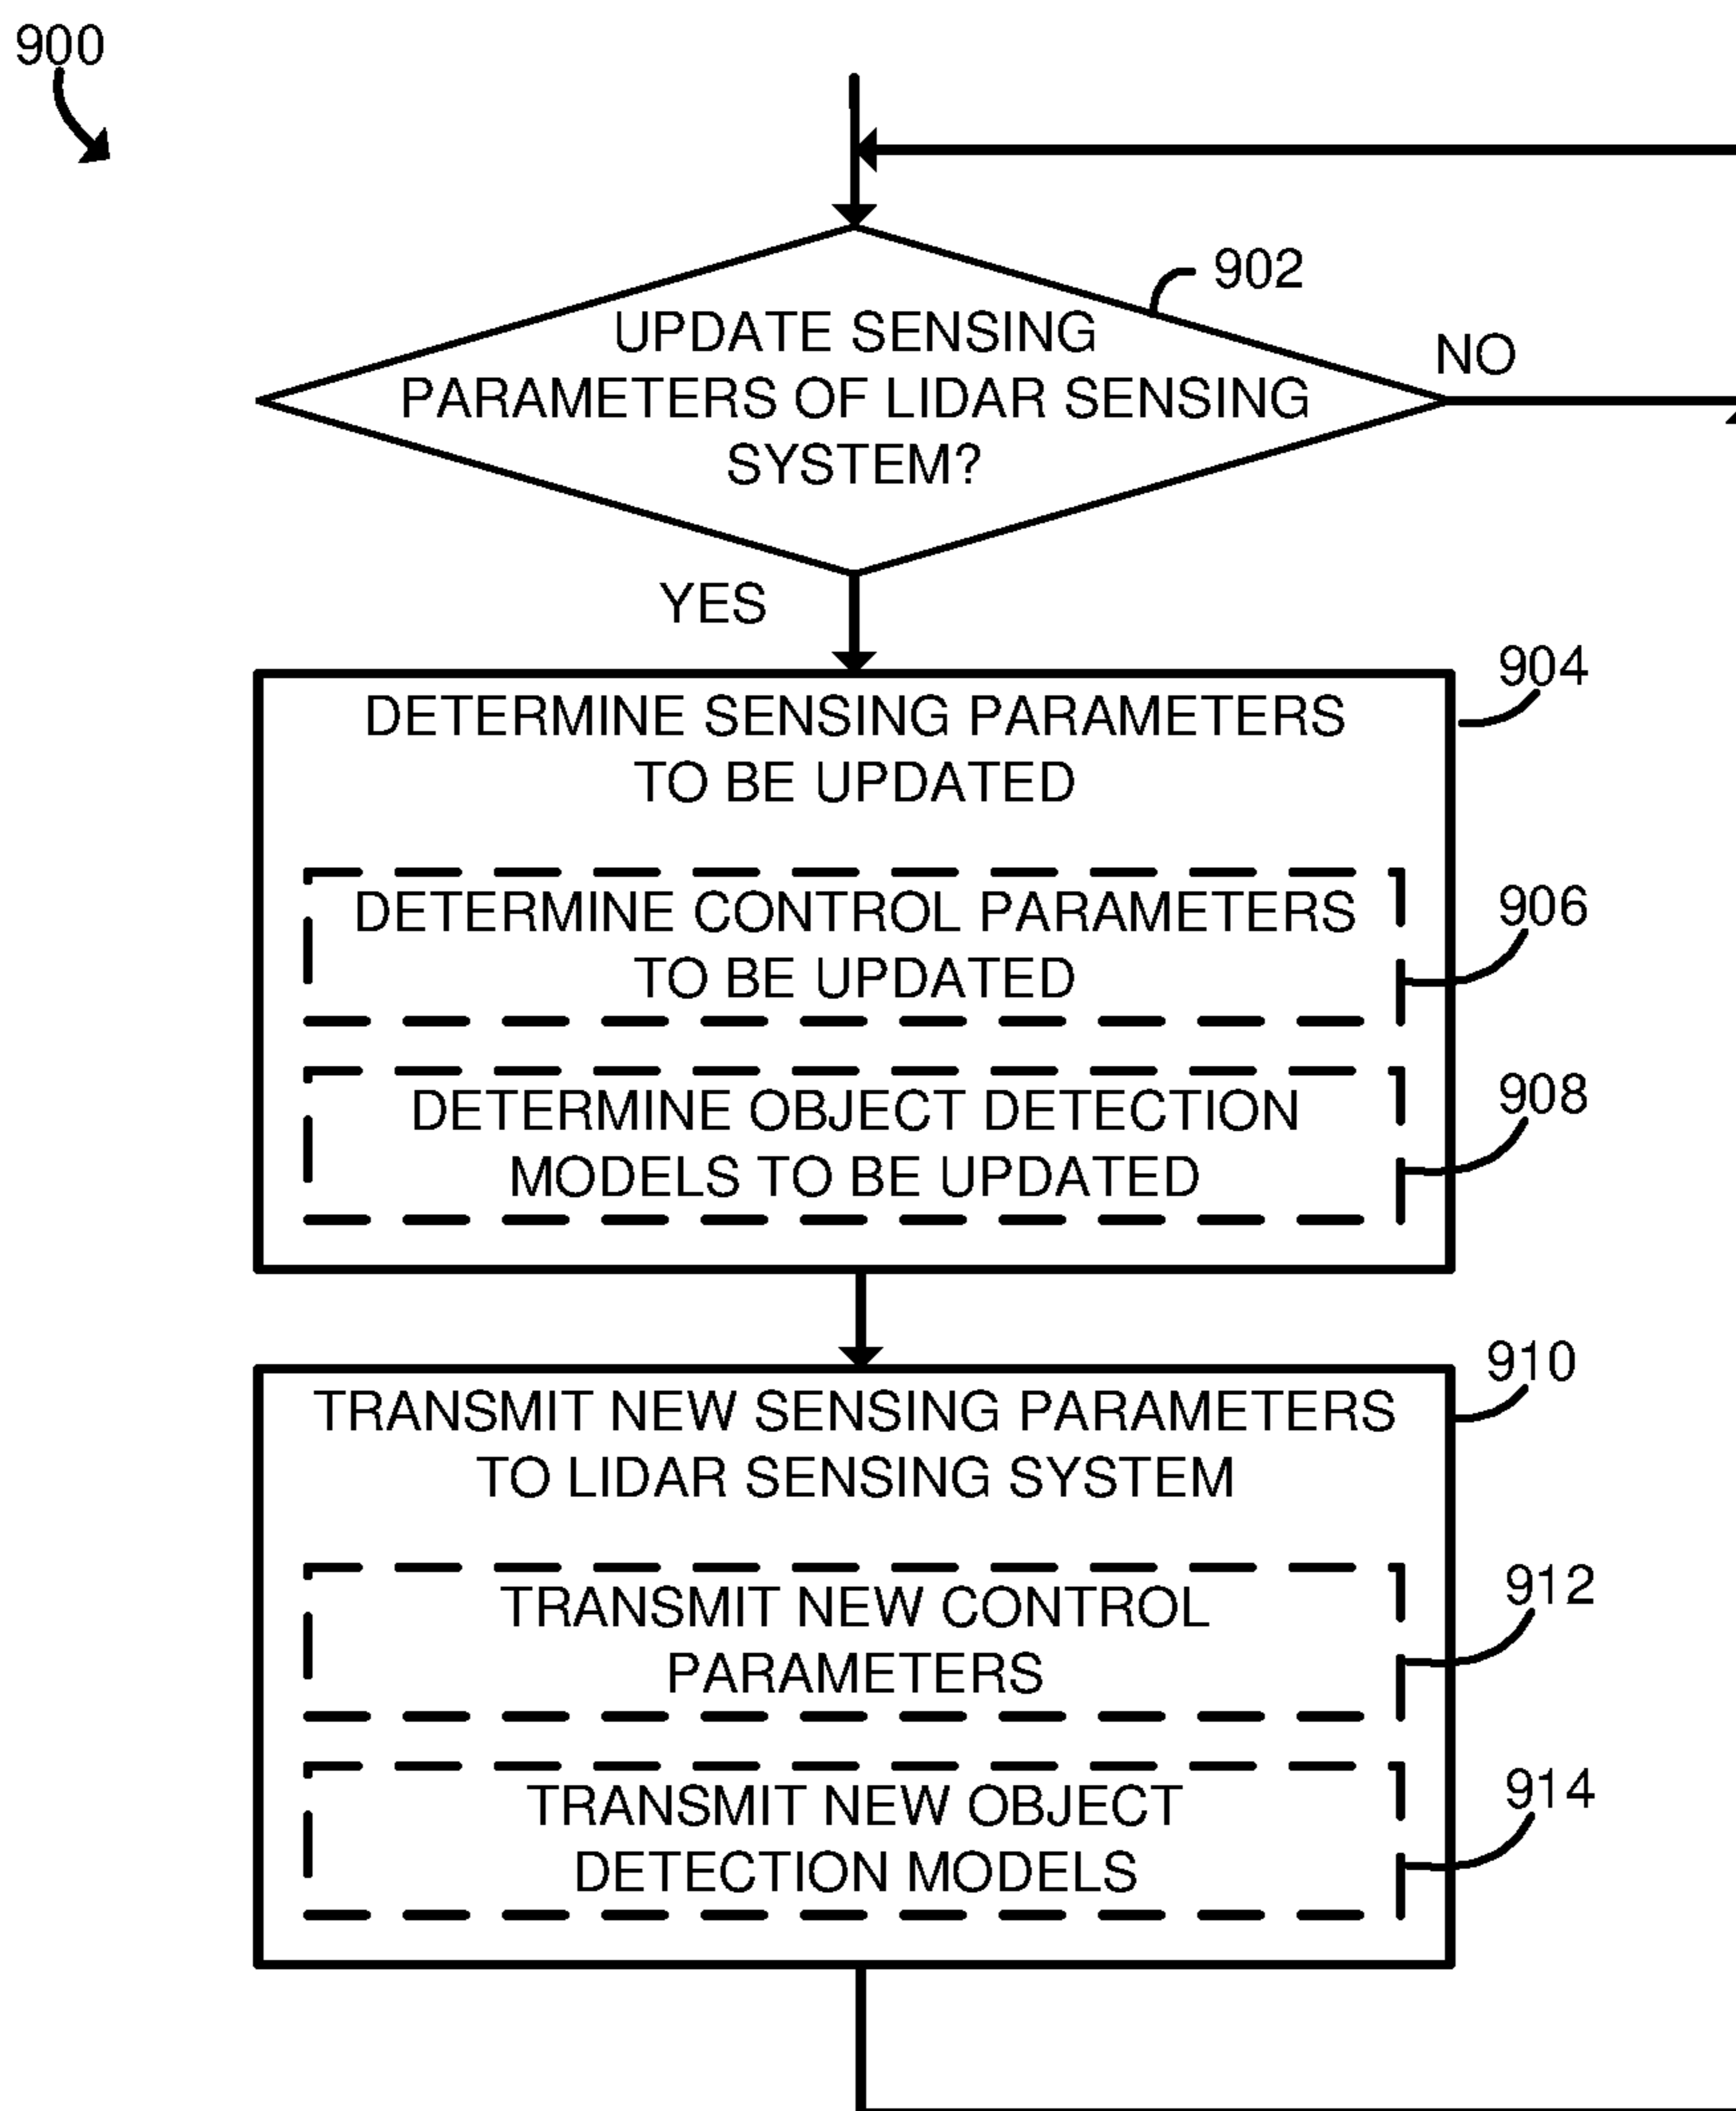 900
902
UPDATE SENSING
PARAMETERS OF LIDAR SENSING
SYSTEM?
NO
YES
904
DETERMINE SENSING PARAMETERS
TO BE UPDATED
906
DETERMINE CONTROL PARAMETERS
TO BE UPDATED
908
DETERMINE OBJECT DETECTION
MODELS TO BE UPDATED
910
TRANSMIT NEW SENSING PARAMETERS
TO LIDAR SENSING SYSTEM
912
TRANSMIT NEW CONTROL
PARAMETERS
914
TRANSMIT NEW OBJECT
DETECTION MODELS